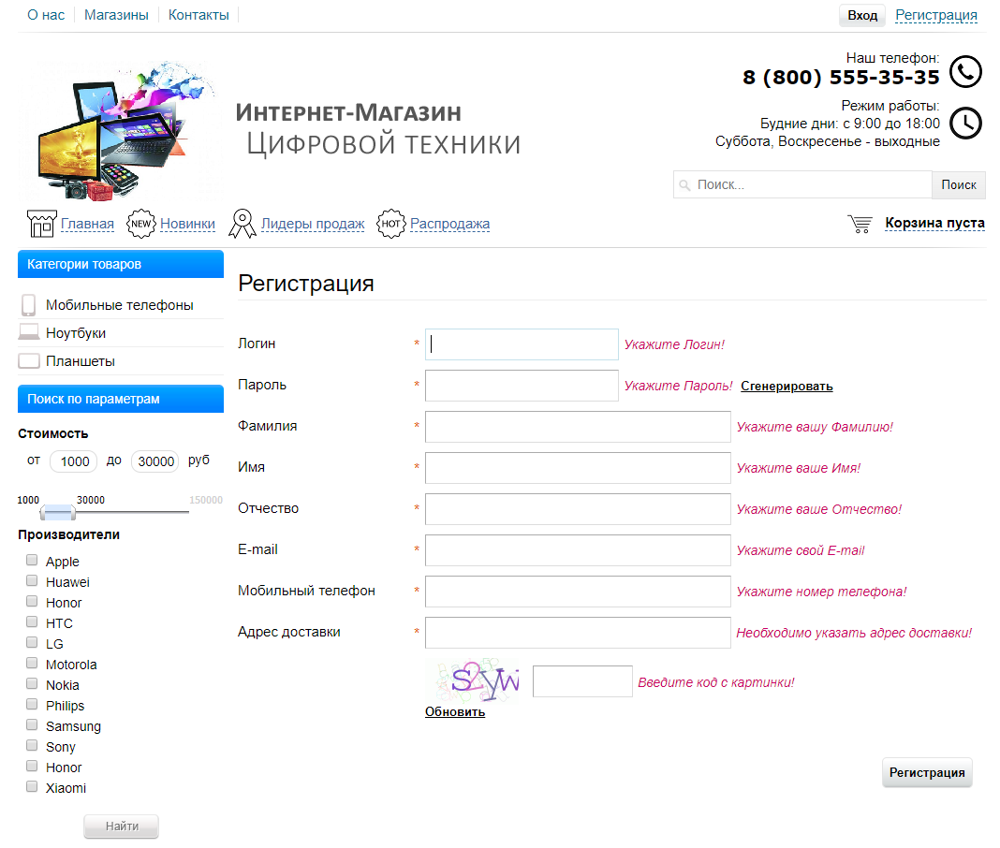 О нас
Магазины
Контакты
Вход
Регистрация
Наш телефон:
8 (800) 555-35-35
Режим работы:
Будние дни: с 9:00 до 18:00
Суббота, Воскресенье - выходные
Интернет-Магазин
Цифровой техники
Поиск...
Поиск
Главная
NEW
Новинки
Лидеры продаж
HOT
Распродажа
Корзина пуста
Категории товаров
Мобильные телефоны
Ноутбуки
Планшеты
Поиск по параметрам
Стоимость
от 1000 до 30000 руб
1000 30000 150000
Производители
Apple
Huawei
Honor
HTC
LG
Motorola
Nokia
Philips
Samsung
Sony
Honor
Xiaomi
Найти
Регистрация
Логин * Укажите Логин!
Пароль * Укажите Пароль! Сгенерировать
Фамилия * Укажите вашу Фамилию!
Имя * Укажите ваше Имя!
Отчество * Укажите ваше Отчество!
E-mail * Укажите свой E-mail
Мобильный телефон * Укажите номер телефона!
Адрес доставки * Необходимо указать адрес доставки!
s2yw Введите код с картинки!
Обновить
Регистрация